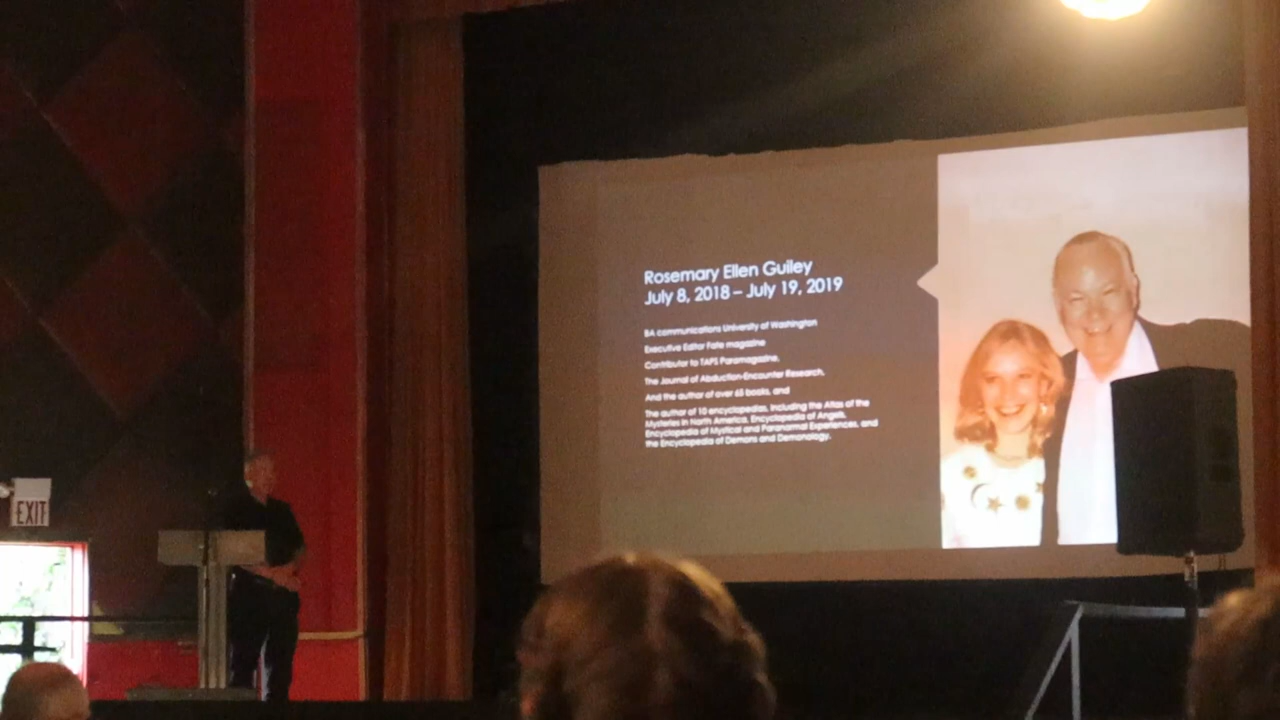 Rosemary Ellen Guiley
July 8, 2018 – July 19, 2019
BA communications University of Washington
Executive Editor Fate magazine
Contributor to TAPS Paramagazine,
The Journal of Abduction-Encounter Research,
And the author of over 65 books, and
The author of 10 encyclopedias, including the Atlas of the
Mysteries in North America, Encyclopedia of Angels,
Encyclopedia of Mystical and Paranormal Experiences, and
the Encyclopedia of Demons and Demonology.
EXIT